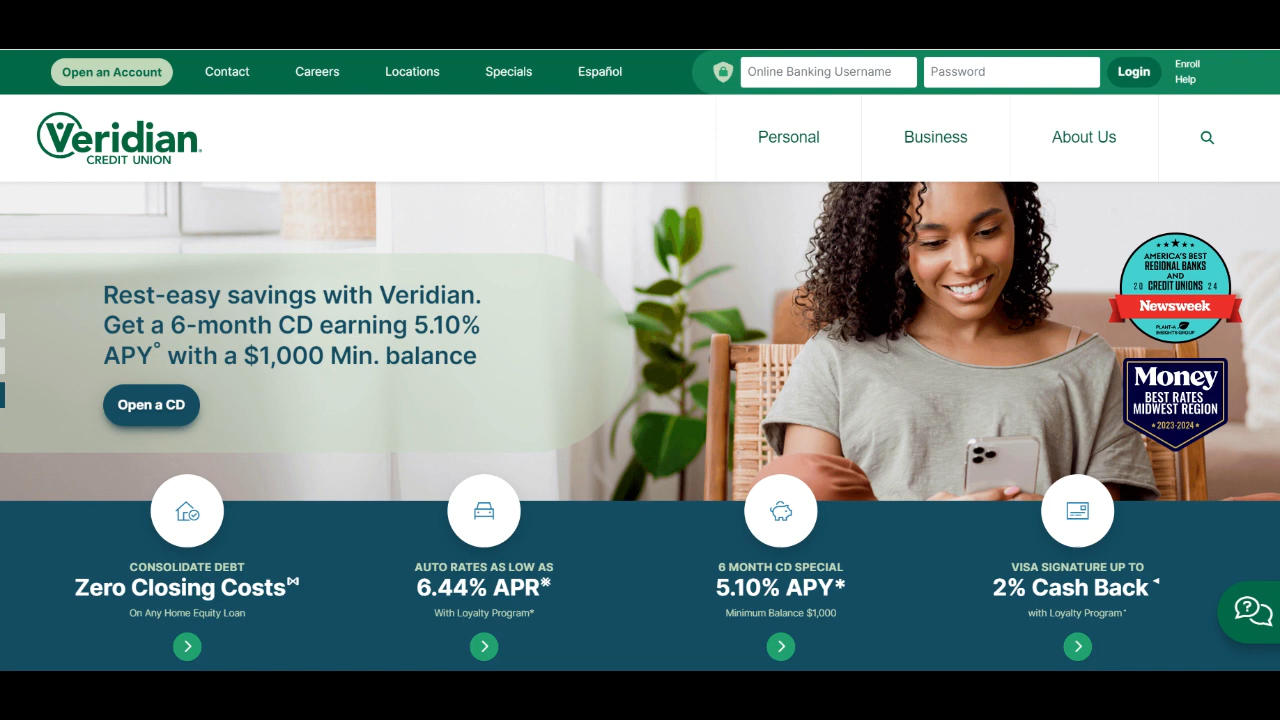 Open an Account
Contact
Careers
Locations
Specials
Español
Online Banking Username
Password
Login
Enroll
Help
Veridian
CREDIT UNION
Personal
Business
About Us
Rest-easy savings with Veridian.
Get a 6-month CD earning 5.10%
APY° with a $1,000 Min. balance
Open a CD
AMERICA'S BEST
REGIONAL BANKS
AND
CREDIT UNIONS
20 24
Newsweek
PLANT-A
INSIGHTS GROUP
Money
BEST RATES
MIDWEST REGION
2023-2024
CONSOLIDATE DEBT
Zero Closing Costs⋈
On Any Home Equity Loan
AUTO RATES AS LOW AS
6.44% APR※
With Loyalty Program*
6 MONTH CD SPECIAL
5.10% APY*
Minimum Balance $1,000
VISA SIGNATURE UP TO
2% Cash Back◄
with Loyalty Program*